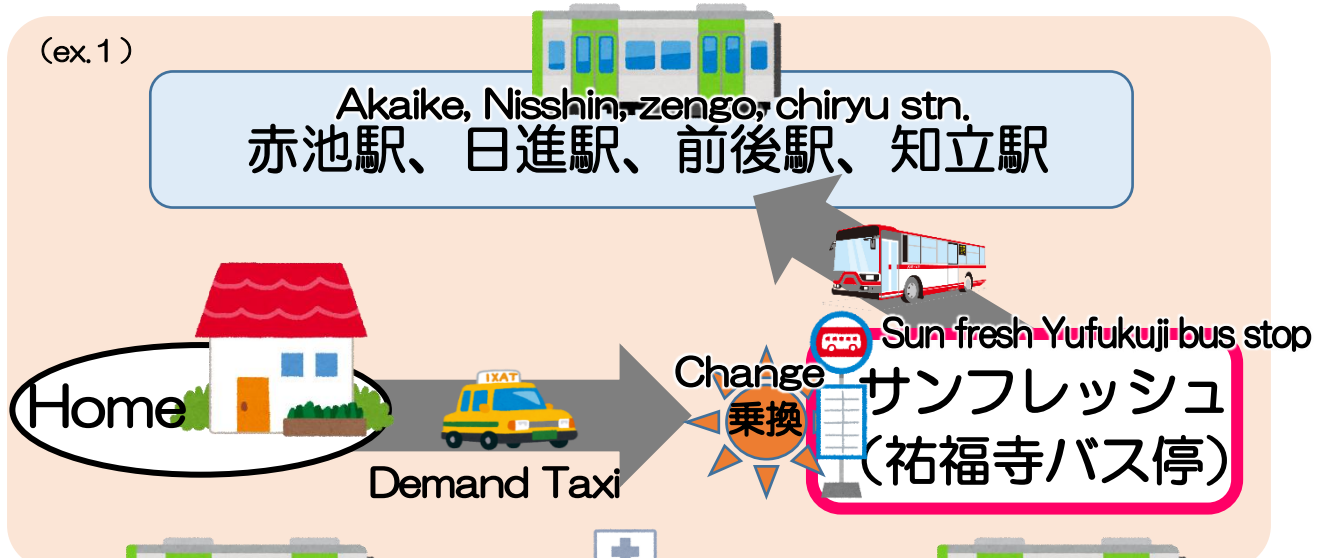 （ex.１）
Akaike, Nisshin, zengo, chiryu stn.
赤池駅、日進駅、前後駅、知立駅
Sun fresh Yufukuji bus stop
Change
サンフレッシュ
乗換
Home
IXAT
（祐福寺バス停）
Demand Taxi